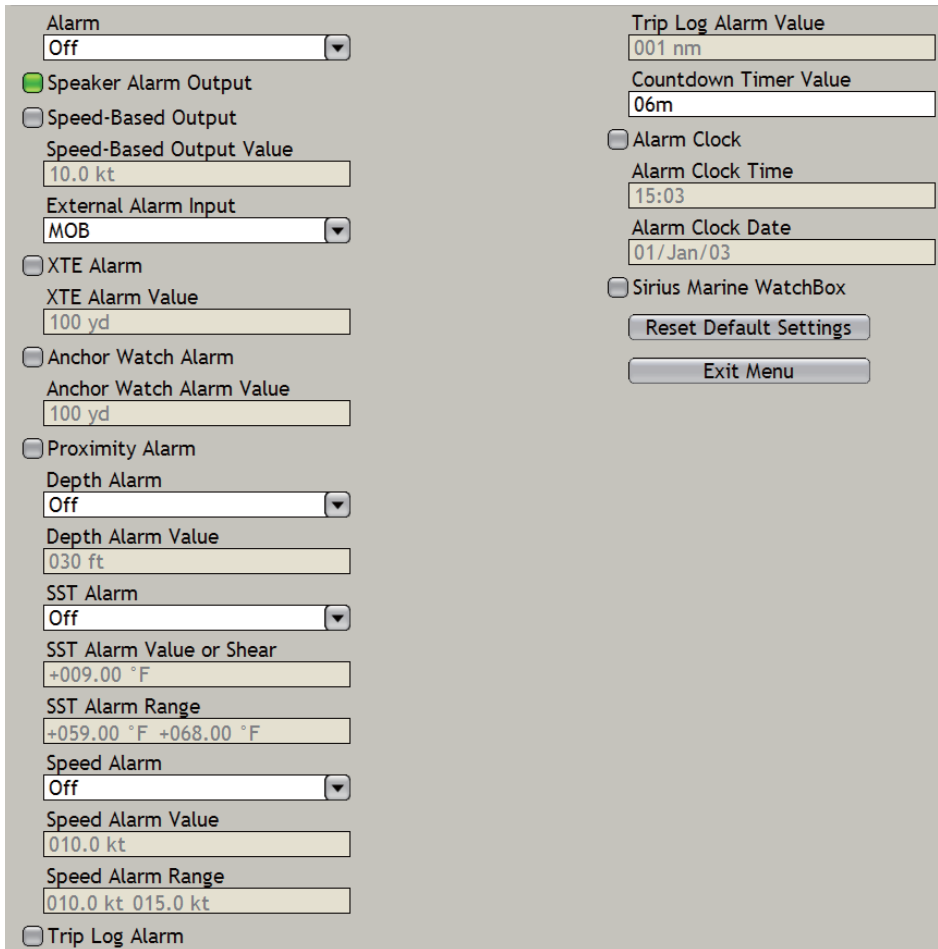 Alarm
Off
Speaker Alarm Output
Speed-Based Output
Speed-Based Output Value
10.0 kt
External Alarm Input
MOB
XTE Alarm
XTE Alarm Value
100 yd
Anchor Watch Alarm
Anchor Watch Alarm Value
100 yd
Proximity Alarm
Depth Alarm
Off
Depth Alarm Value
030 ft
SST Alarm
Off
SST Alarm Value or Shear
+009.00 °F
SST Alarm Range
+059.00 °F +068.00 °F
Speed Alarm
Off
Speed Alarm Value
010.0 kt
Speed Alarm Range
010.0 kt 015.0 kt
Trip Log Alarm
Trip Log Alarm Value
001 nm
Countdown Timer Value
06m
Alarm Clock
Alarm Clock Time
15:03
Alarm Clock Date
01/Jan/03
Sirius Marine WatchBox
Reset Default Settings
Exit Menu